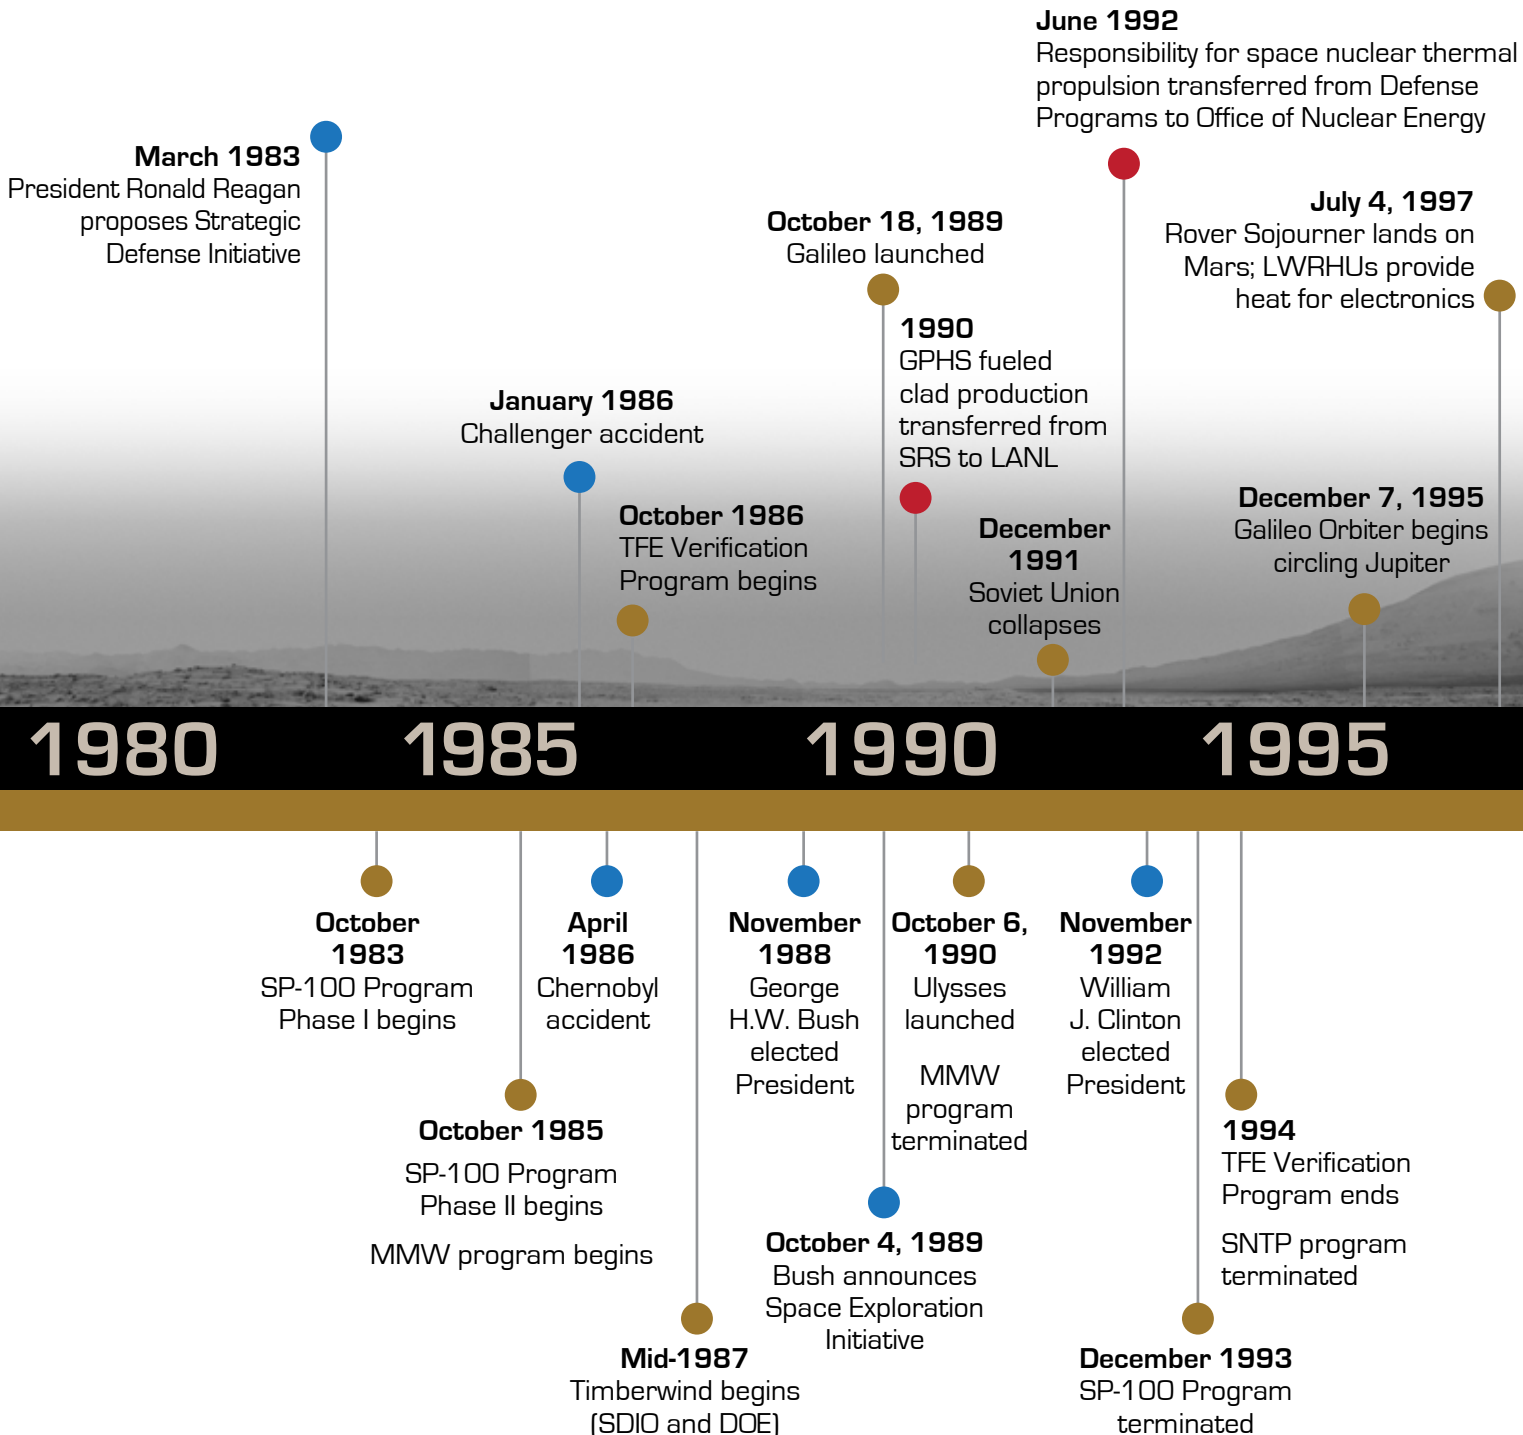 June 1992
Responsibility for space nuclear thermal
propulsion transferred from Defense
Programs to Office of Nuclear Energy
March 1983
President Ronald Reagan
proposes Strategic
Defense Initiative
July 4, 1997
Rover Sojourner lands on
Mars; LWRHUs provide
heat for electronics
October 18, 1989
Galileo launched
1990
GPHS fueled
clad production
transferred from
SRS to LANL
January 1986
Challenger accident
October 1986
TFE Verification
Program begins
December
1991
Soviet Union
collapses
December 7, 1995
Galileo Orbiter begins
circling Jupiter
1980
1985
1990
1995
October
1983
SP-100 Program
Phase I begins
April
1986
Chernobyl
accident
November
1988
George
H.W. Bush
elected
President
October 6,
1990
Ulysses
launched
MMW
program
terminated
November
1992
William
J. Clinton
elected
President
October 1985
SP-100 Program
Phase II begins
MMW program begins
1994
TFE Verification
Program ends
SNTP program
terminated
October 4, 1989
Bush announces
Space Exploration
Initiative
Mid-1987
Timberwind begins
(SDIO and DOE)
December 1993
SP-100 Program
terminated